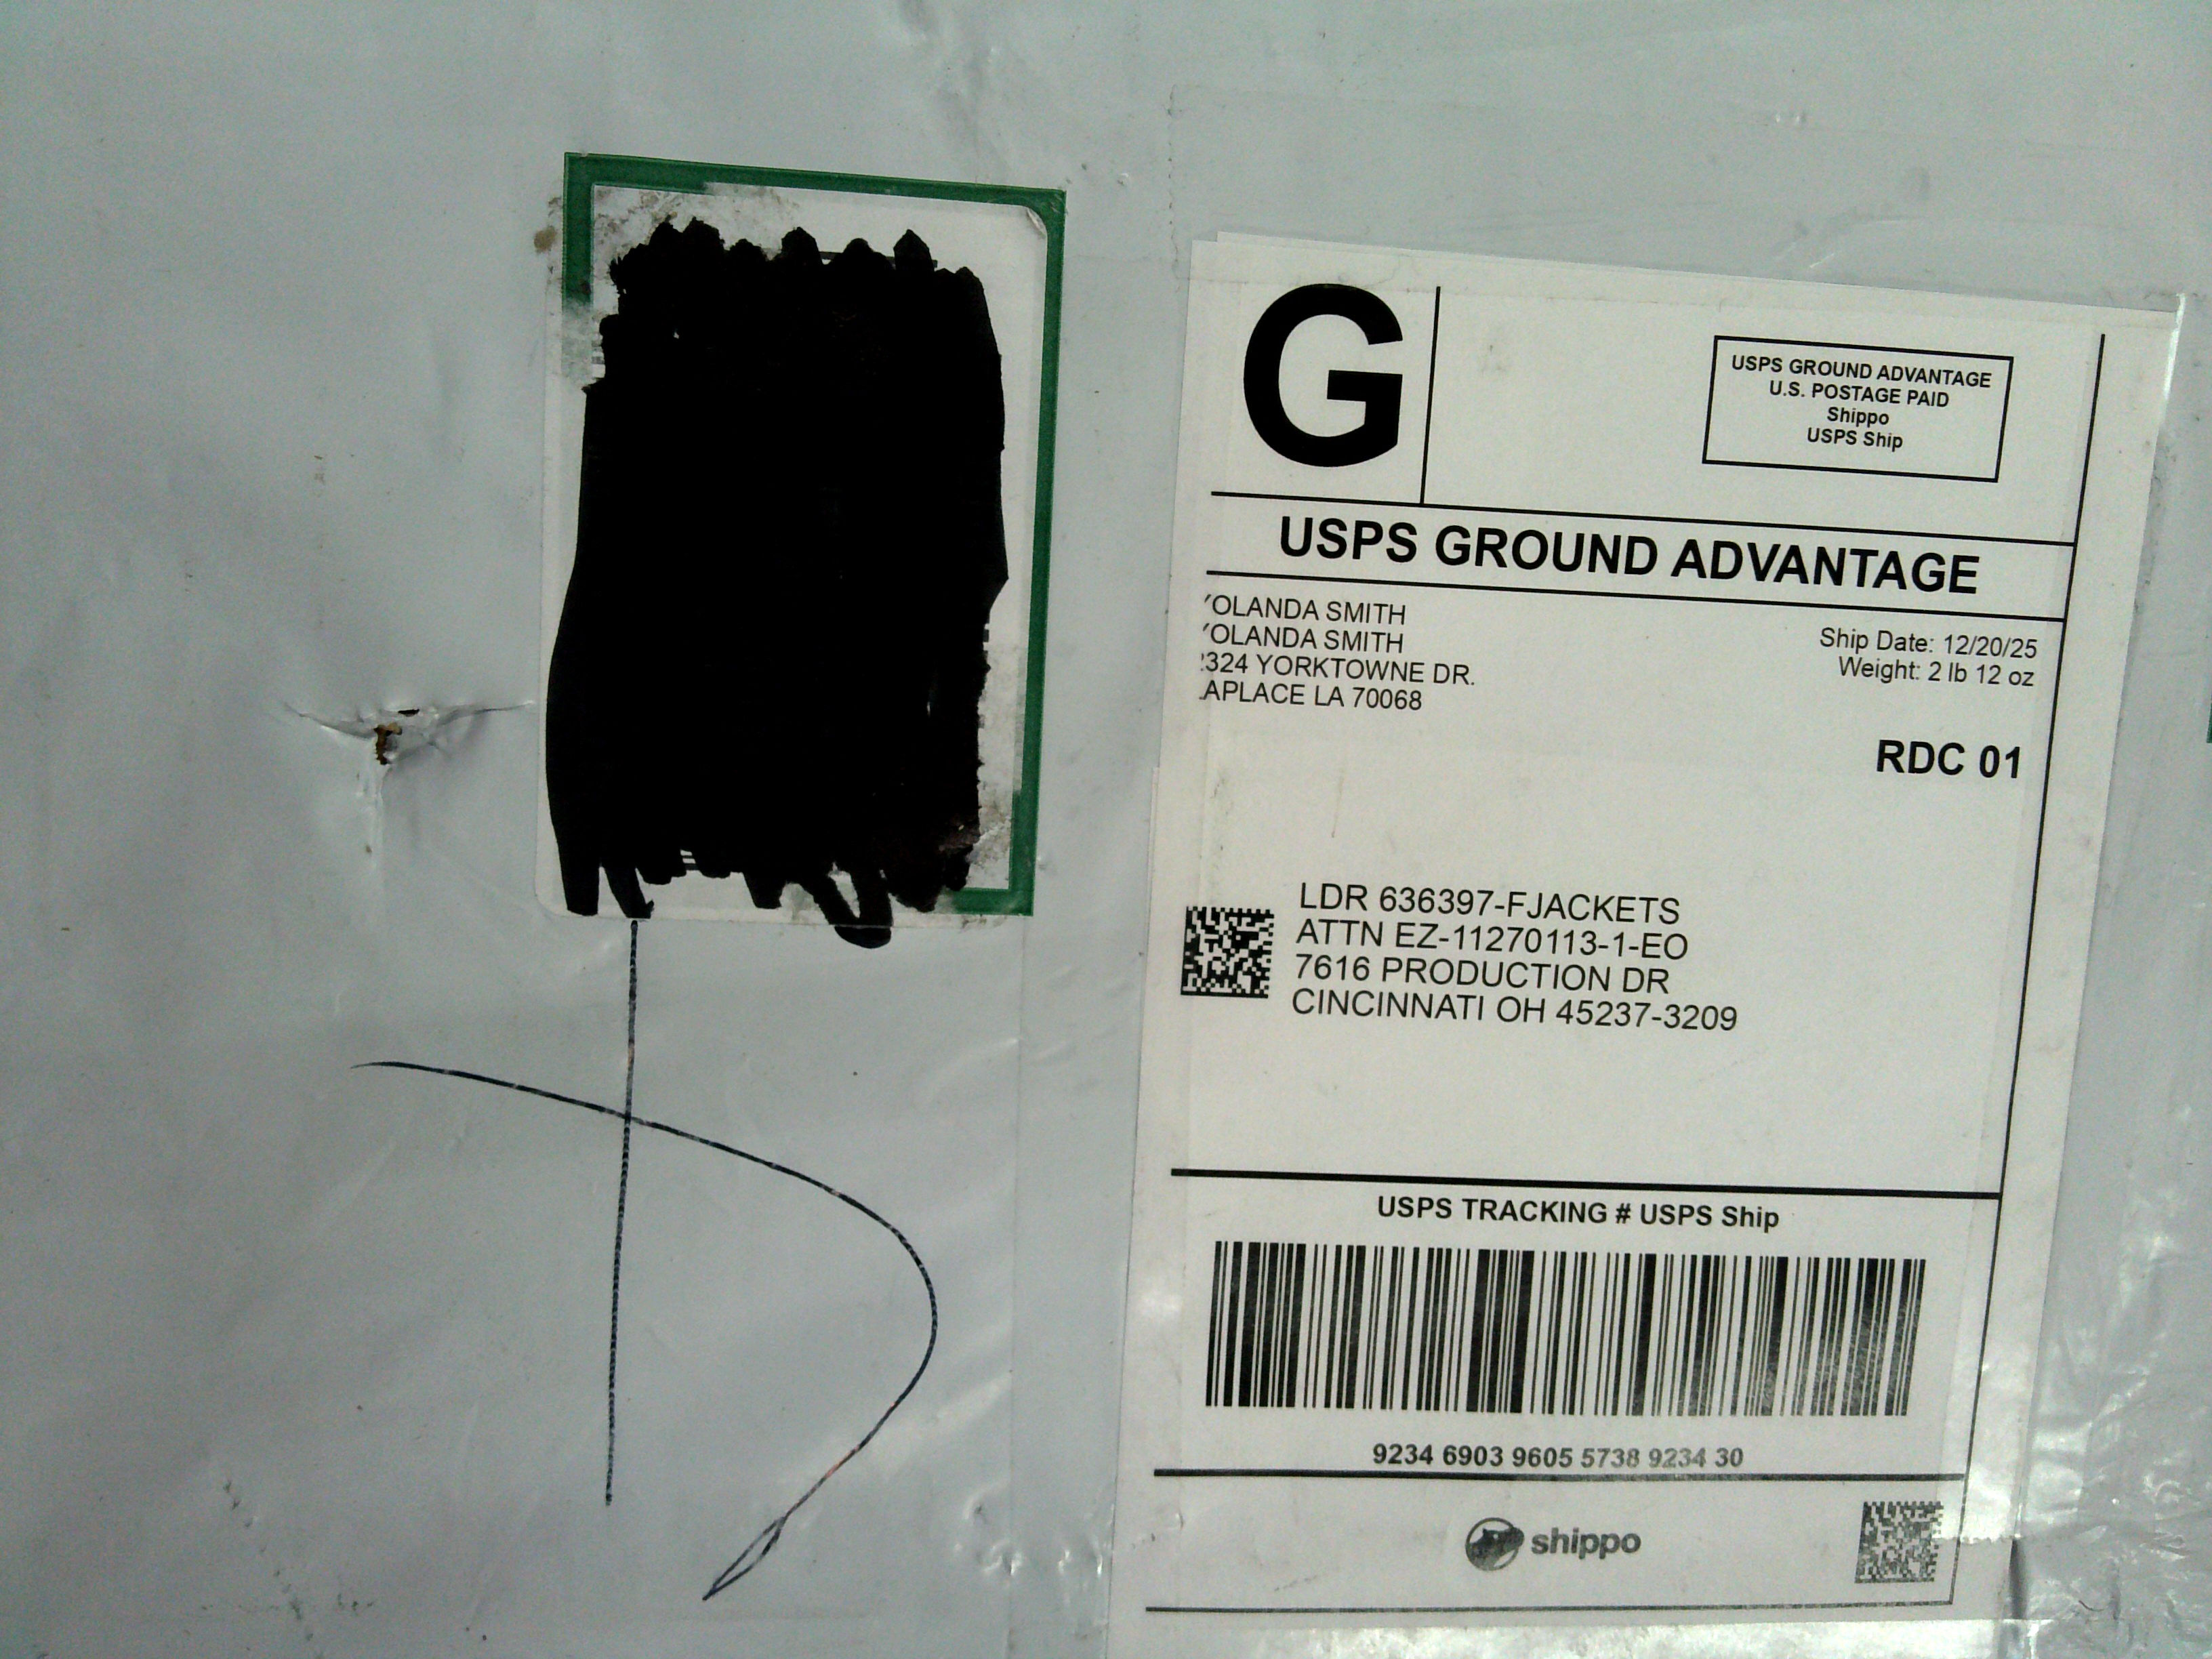 G
USPS GROUND ADVANTAGE
U.S. POSTAGE PAID
Shippo
USPS Ship
USPS GROUND ADVANTAGE
OLANDA SMITH
OLANDA SMITH
324 YORKTOWNE DR.
APLACE LA 70068
Ship Date: 12/20/25
Weight: 2 lb 12 oz
RDC 01
LDR 636397-FJACKETS
ATTN EZ-11270113-1-EO
7616 PRODUCTION DR
CINCINNATI OH 45237-3209
USPS TRACKING # USPS Ship
9234 6903 9605 5738 9234 30
shippo